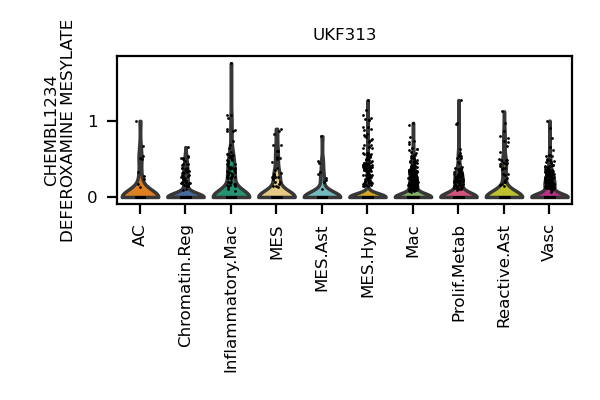 UKF313
CHEMBL1234
DEFEROXAMINE MESYLATE
1
0
AC
Chromatin.Reg
Inflammatory.Mac
MES
MES.Ast
MES.Hyp
Mac
Prolif.Metab
Reactive.Ast
Vasc